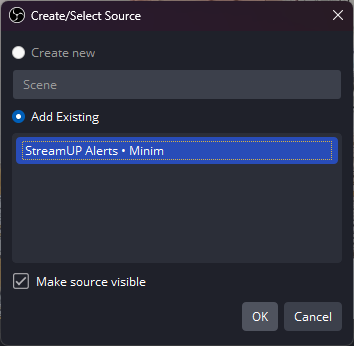 Create/Select Source
Create new
Scene
Add Existing
StreamUP Alerts • Minim
Make source visible
OK
Cancel